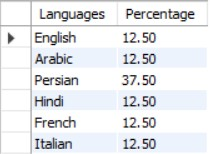 Languages Percentage
English 12.50
Arabic 12.50
Persian 37.50
Hindi 12.50
French 12.50
Italian 12.50